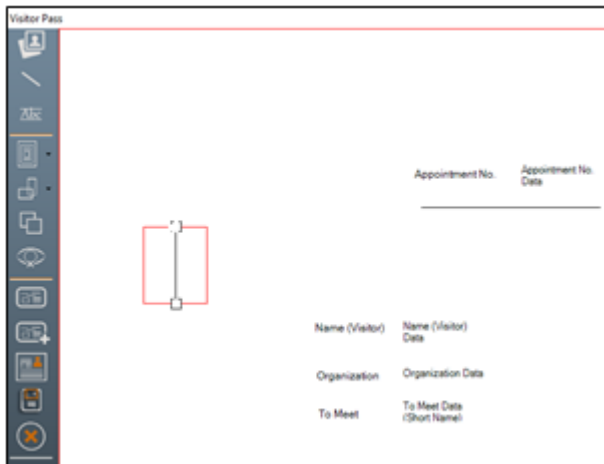 Visitor Pass
Abc
Appointment No.
Appointment No.
Data
Name (Visitor)
Name (Visitor)
Data
Organization
Organization Data
To Meet
To Meet Data
(Short Name)